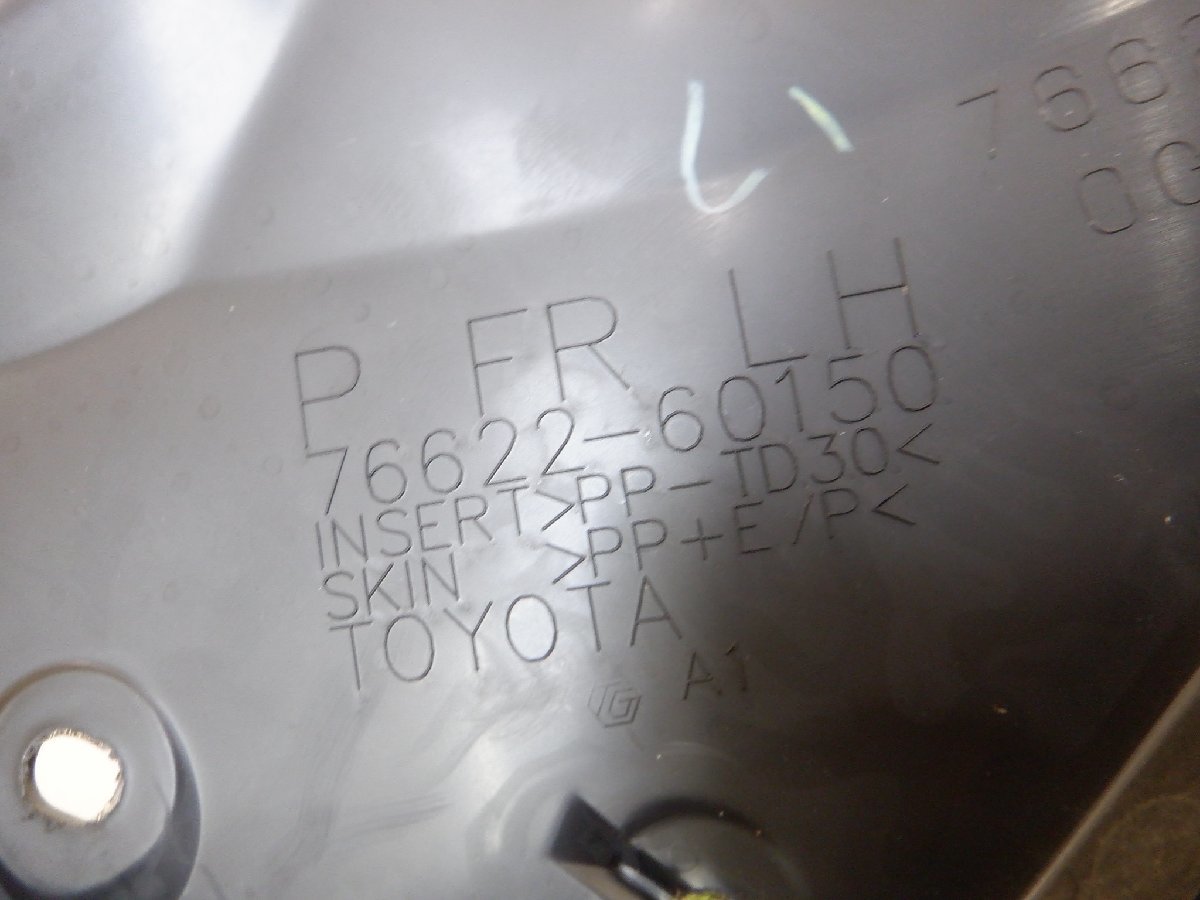 P FR LH
76622-60150
INSERT>PP-TD30<
SKIN >PP+E/P<
TOYOTA
A1